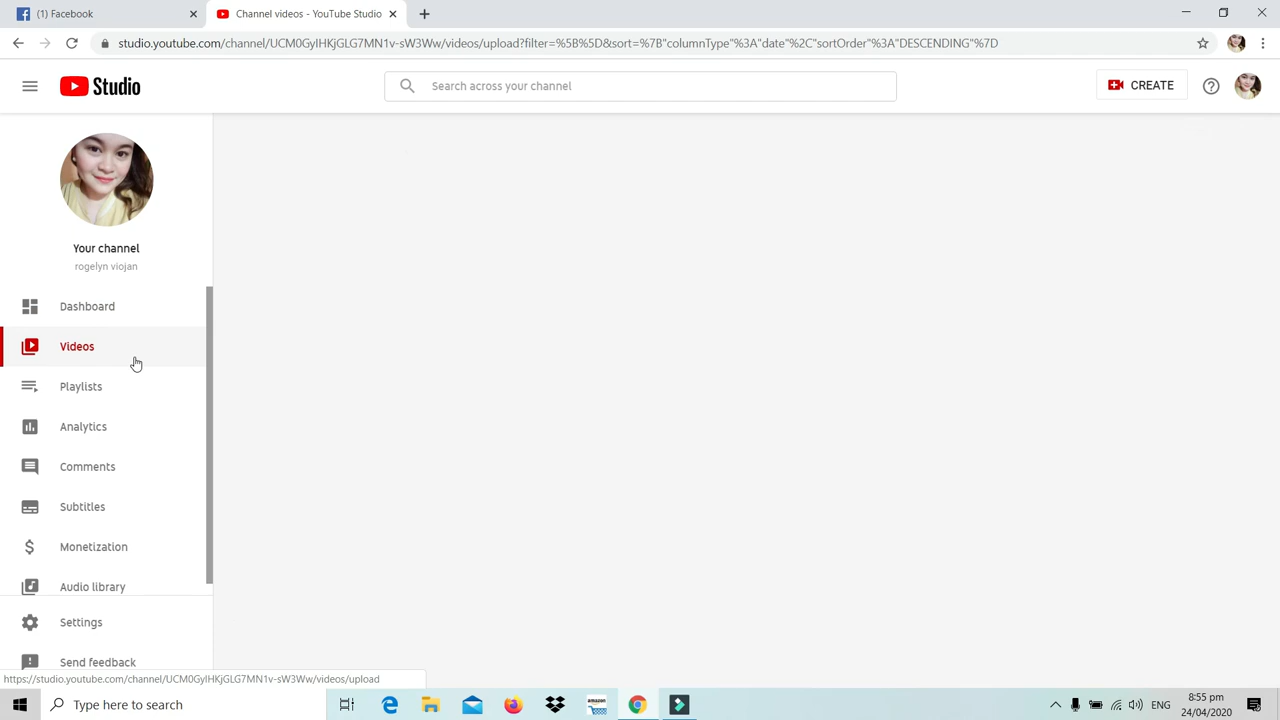 (1) Facebook
Channel videos - YouTube Studio
studio.youtube.com/channel/UCM0GyIHKjGLG7MN1v-sW3Ww/videos/upload?filter=%5B%5D&sort=%7B"columnType"%3A"date"%2C"sortOrder"%3A"DESCENDING"%7D
Studio
Search across your channel
CREATE
Your channel
rogelyn viojan
Dashboard
Videos
Playlists
Analytics
Comments
Subtitles
Monetization
Audio library
Settings
Send feedback
https://studio.youtube.com/channel/UCM0GyIHKjGLG7MN1v-sW3Ww/videos/upload
Type here to search
amazon
ENG
8:55 pm
24/04/2020